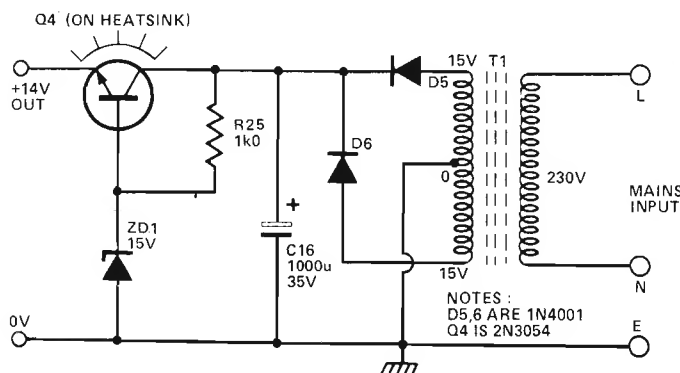 Q4 (ON HEATSINK)
+14V
OUT
R25
1k0
D6
15V
T1
D5
L
0
230V
MAINS
INPUT
ZD1
15V
+
C16
1000u
35V
15V
N
NOTES :
D5,6 ARE 1N4001
Q4 IS 2N3054
0V
E